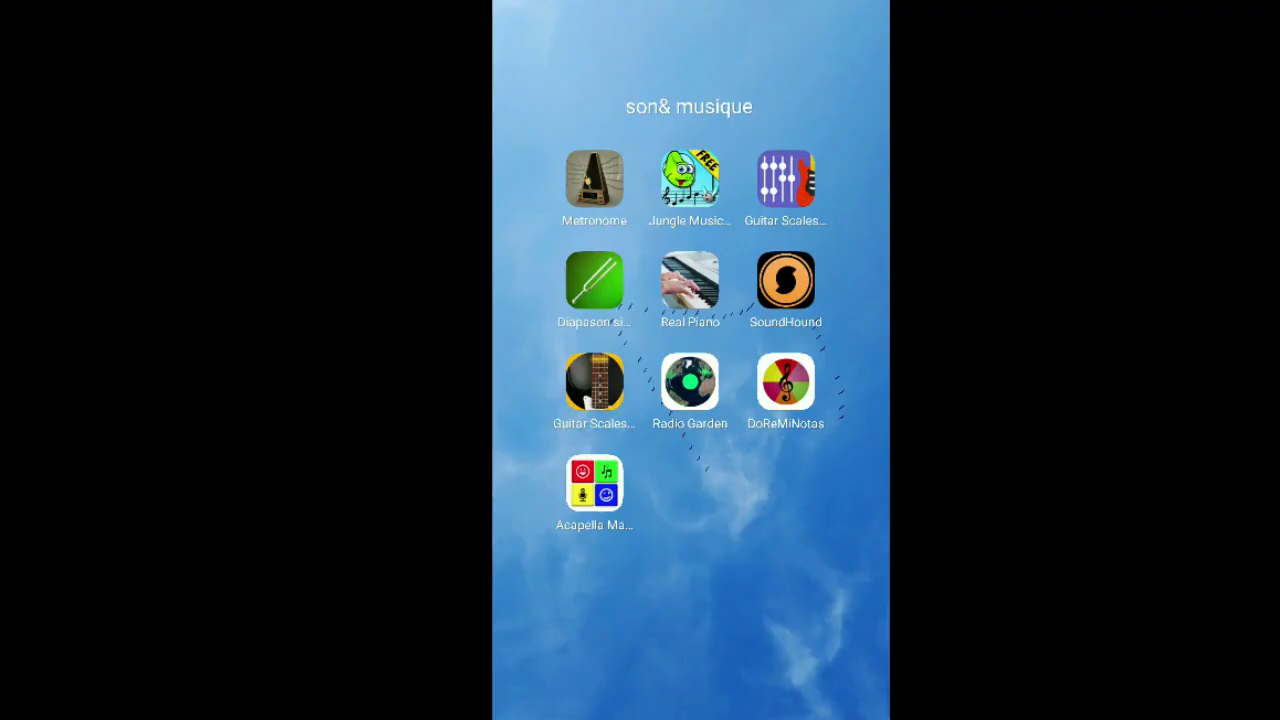 son& musique
FREE
Metronome
Jungle Music...
Guitar Scales...
Diapason si...
Real Piano
SoundHound
Guitar Scales...
Radio Garden
DoReMiNotas
Acapella Ma...